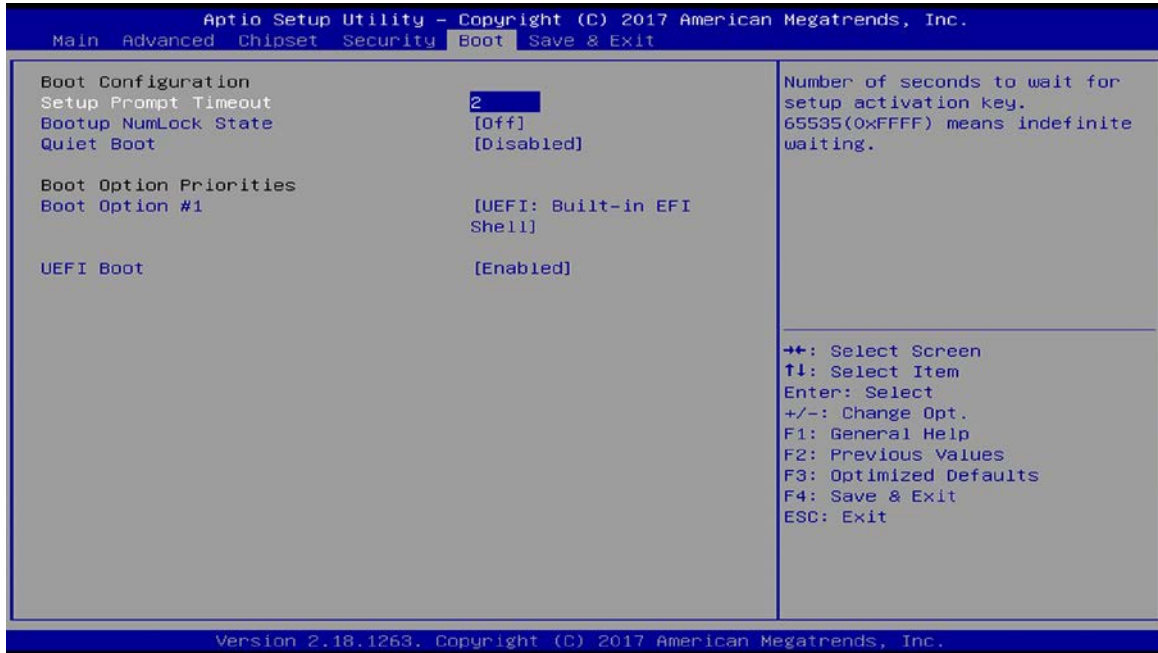 Aptio Setup Utility – Copyright (C) 2017 American Megatrends, Inc.
Main Advanced Chipset Security Boot Save & Exit
Boot Configuration
Setup Prompt Timeout 2
Bootup NumLock State [Off]
Quiet Boot [Disabled]
Boot Option Priorities
Boot Option #1 [UEFI: Built-in EFI
Shell]
UEFI Boot [Enabled]
Number of seconds to wait for
setup activation key.
65535(0xFFFF) means indefinite
waiting.
→←: Select Screen
↑↓: Select Item
Enter: Select
+/-: Change Opt.
F1: General Help
F2: Previous Values
F3: Optimized Defaults
F4: Save & Exit
ESC: Exit
Version 2.18.1263. Copyright (C) 2017 American Megatrends, Inc.